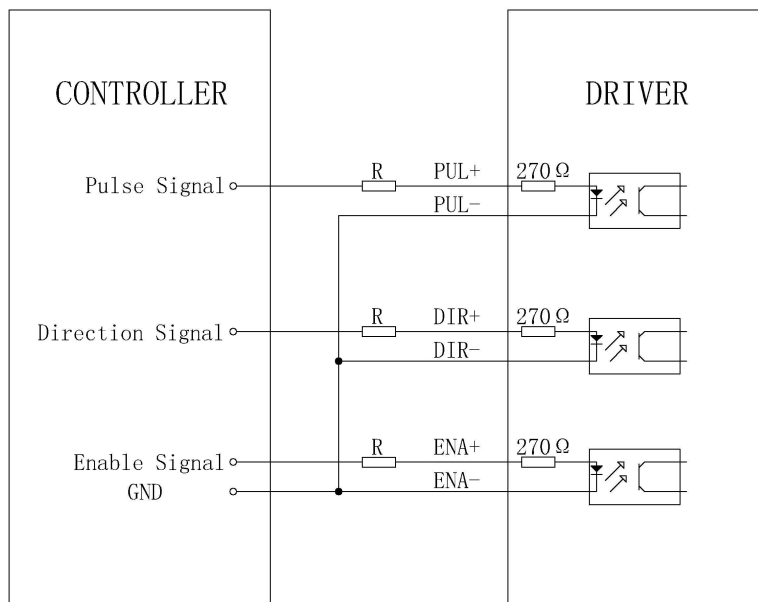 CONTROLLER
DRIVER
Pulse Signal
R
PUL+
270Ω
PUL-
Direction Signal
R
DIR+
270Ω
DIR-
Enable Signal
R
ENA+
270Ω
GND
ENA-